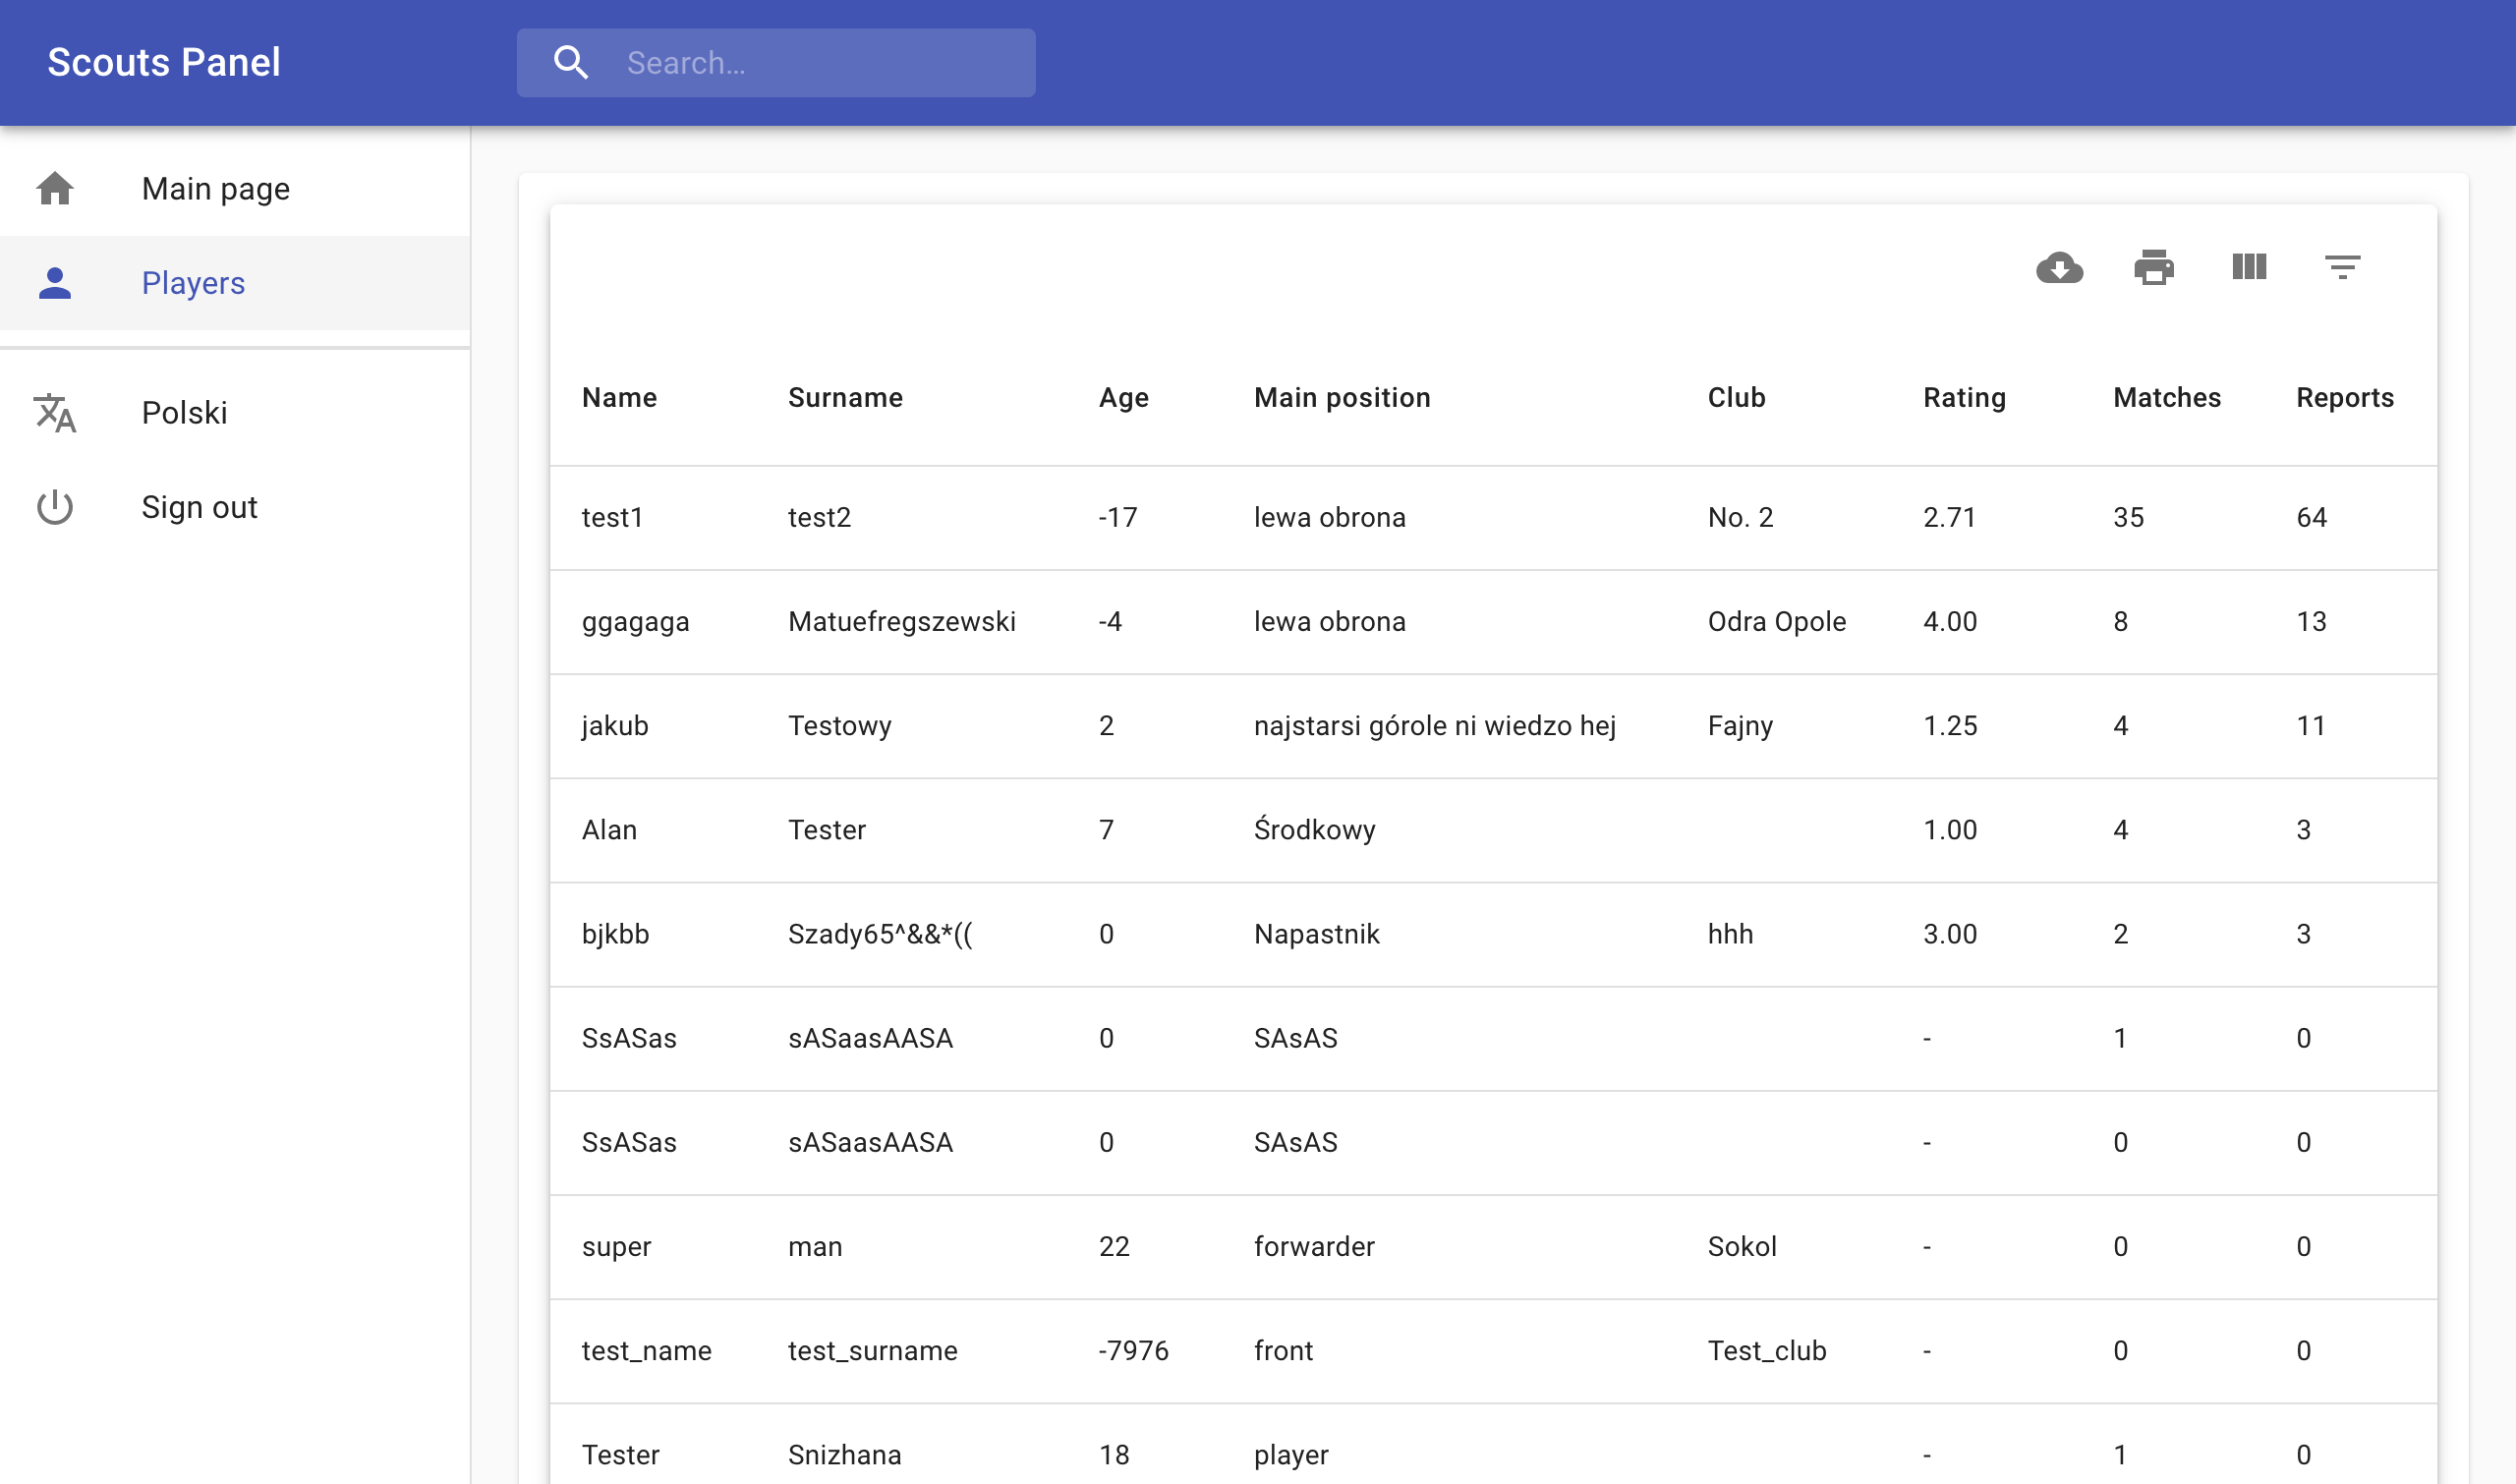 Scouts Panel
Search...
Main page
Players
Polski
Sign out
Name Surname Age Main position Club Rating Matches Reports
test1 test2 -17 lewa obrona No. 2 2.71 35 64
ggagaga Matuefregszewski -4 lewa obrona Odra Opole 4.00 8 13
jakub Testowy 2 najstarsi górole ni wiedzo hej Fajny 1.25 4 11
Alan Tester 7 Środkowy 1.00 4 3
bjkbb Szady65^&&*(( 0 Napastnik hhh 3.00 2 3
SsASas sASaasAASA 0 SAsAS - 1 0
SsASas sASaasAASA 0 SAsAS - 0 0
super man 22 forwarder Sokol - 0 0
test_name test_surname -7976 front Test_club - 0 0
Tester Snizhana 18 player - 1 0